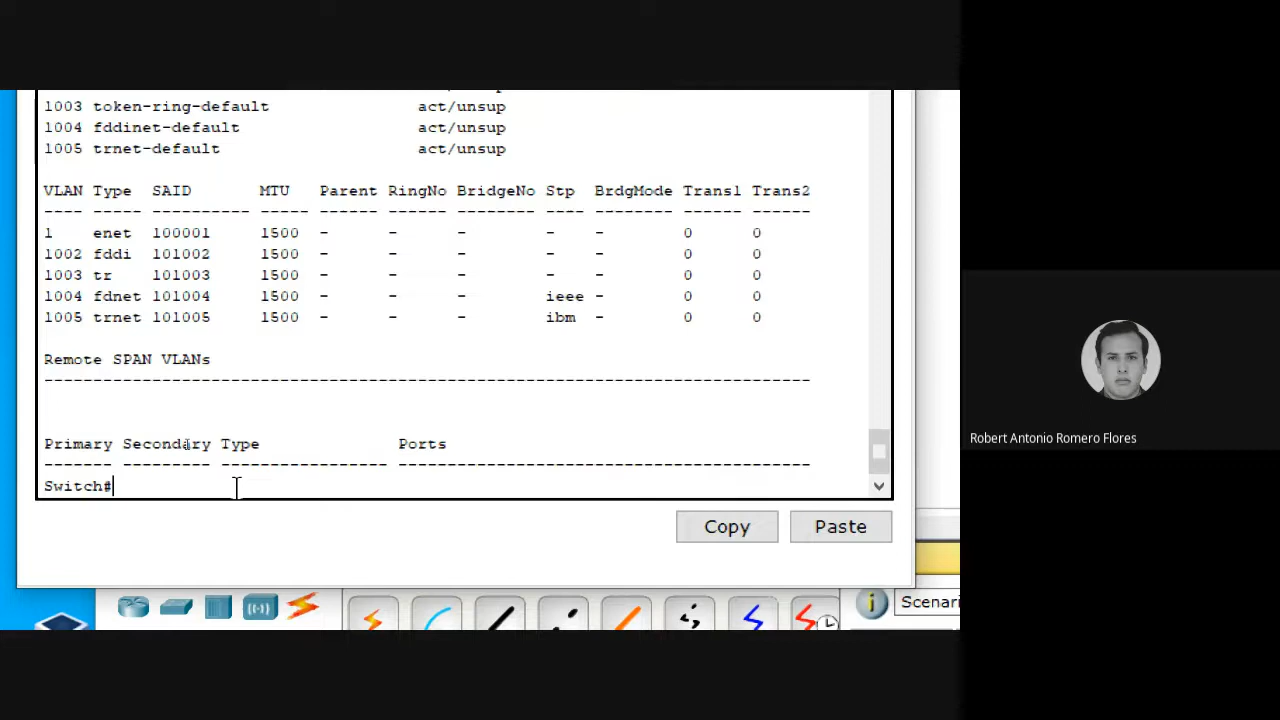 1003 token-ring-default act/unsup
1004 fddinet-default act/unsup
1005 trnet-default act/unsup
VLAN Type SAID MTU Parent RingNo BridgeNo Stp BrdgMode Trans1 Trans2
---- ----- ---------- ----- ------ ------ -------- ---- -------- ------ ------
1 enet 100001 1500 - - - - - 0 0
1002 fddi 101002 1500 - - - - - 0 0
1003 tr 101003 1500 - - - - - 0 0
1004 fdnet 101004 1500 - - - ieee - 0 0
1005 trnet 101005 1500 - - - ibm - 0 0
Remote SPAN VLANs
------------------------------------------------------------------------------
Primary Secondary Type Ports
------- --------- ----------------- ------------------------------------------
Switch#
Copy Paste
Scenari
Robert Antonio Romero Flores